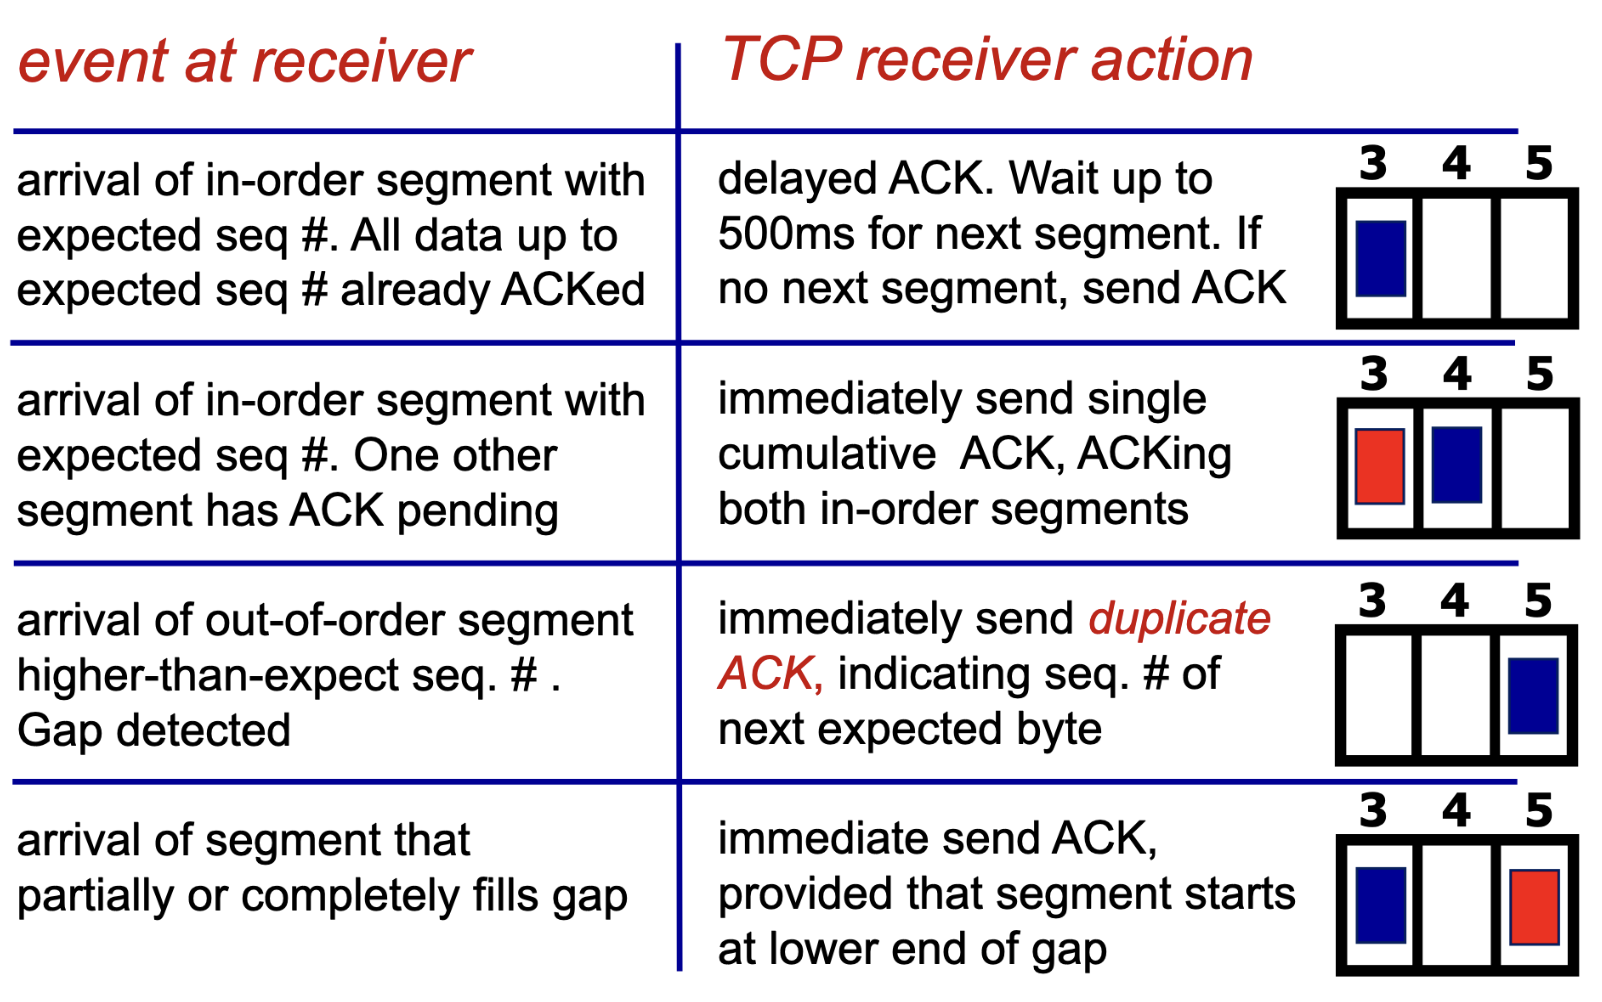 event at receiver
TCP receiver action
arrival of in-order segment with
expected seq #. All data up to
expected seq # already ACKed
delayed ACK. Wait up to
500ms for next segment. If
no next segment, send ACK
3 4 5
arrival of in-order segment with
expected seq #. One other
segment has ACK pending
immediately send single
cumulative  ACK, ACKing
both in-order segments
3 4 5
arrival of out-of-order segment
higher-than-expect seq. # .
Gap detected
immediately send duplicate
ACK, indicating seq. # of
next expected byte
3 4 5
arrival of segment that
partially or completely fills gap
immediate send ACK,
provided that segment starts
at lower end of gap
3 4 5